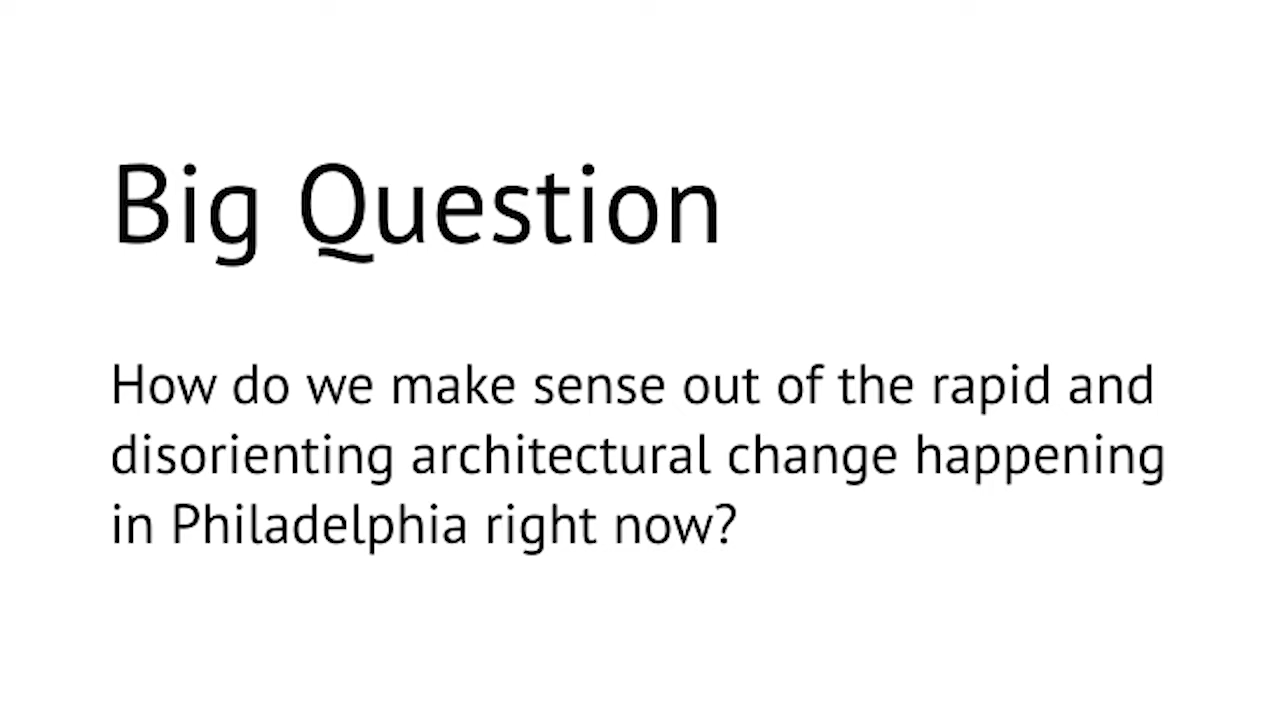 Big Question
How do we make sense out of the rapid and
disorienting architectural change happening
in Philadelphia right now?